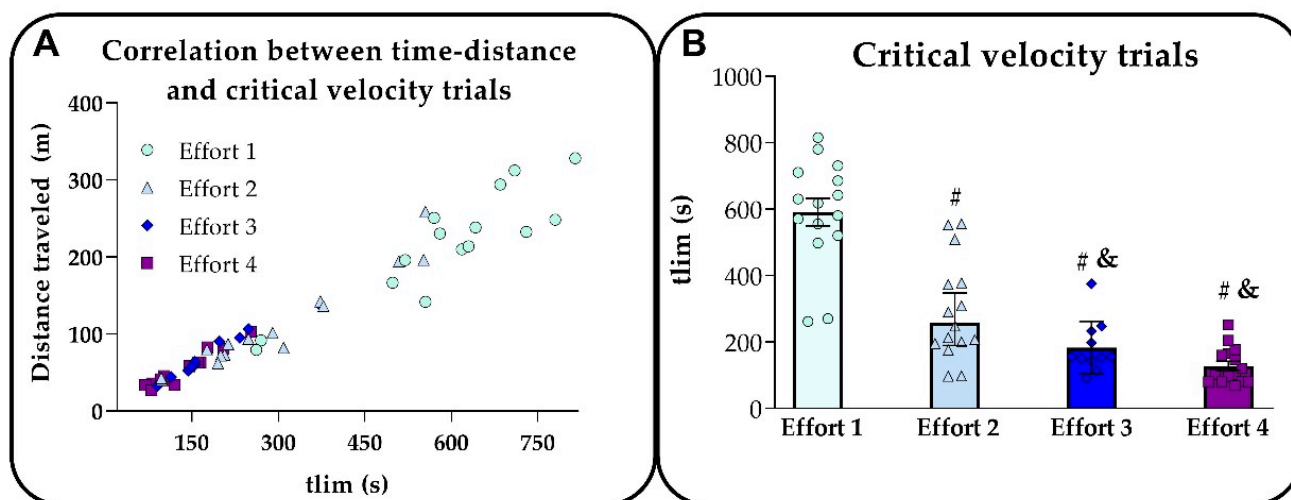 A
Correlation between time-distance
and critical velocity trials
Distance traveled (m)
400
300
200
100
0
Effort 1
Effort 2
Effort 3
Effort 4
150 300 450 600 750
tlim (s)
B
Critical velocity trials
tlim (s)
1000
800
600
400
200
0
#
# &
# &
Effort 1 Effort 2 Effort 3 Effort 4